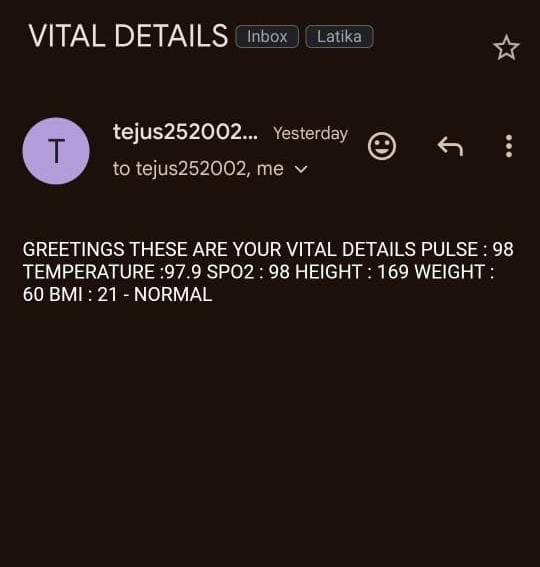 VITAL DETAILS Inbox Latika
T
tejus252002... Yesterday
to tejus252002, me
GREETINGS THESE ARE YOUR VITAL DETAILS PULSE : 98
TEMPERATURE :97.9 SPO2 : 98 HEIGHT : 169 WEIGHT :
60 BMI : 21 - NORMAL